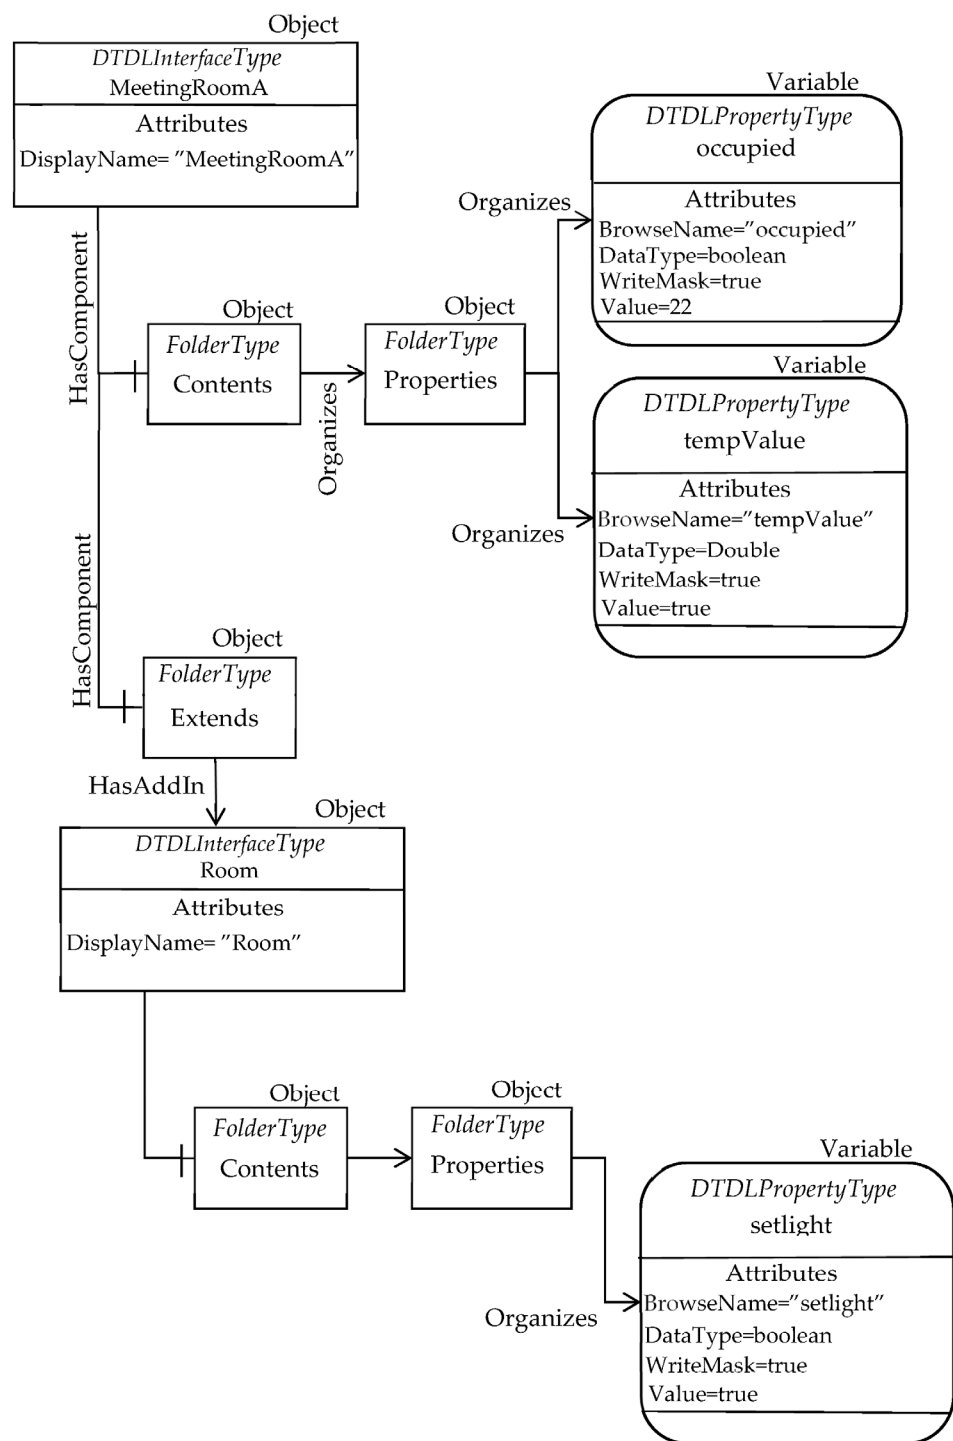 Object
DTDLInterfaceType
MeetingRoomA
Attributes
DisplayName= ”MeetingRoomA”
Variable
DTDLPropertyType
occupied
Attributes
BrowseName=”occupied”
DataType=boolean
WriteMask=true
Value=22
Organizes
HasComponent
Object
FolderType
Contents
Organizes
Object
FolderType
Properties
Variable
DTDLPropertyType
tempValue
Attributes
BrowseName=”tempValue”
DataType=Double
WriteMask=true
Value=true
Organizes
HasComponent
Object
FolderType
Extends
HasAddIn
Object
DTDLInterfaceType
Room
Attributes
DisplayName= ”Room”
Object
FolderType
Contents
Object
FolderType
Properties
Variable
DTDLPropertyType
setlight
Attributes
BrowseName=”setlight”
DataType=boolean
WriteMask=true
Value=true
Organizes